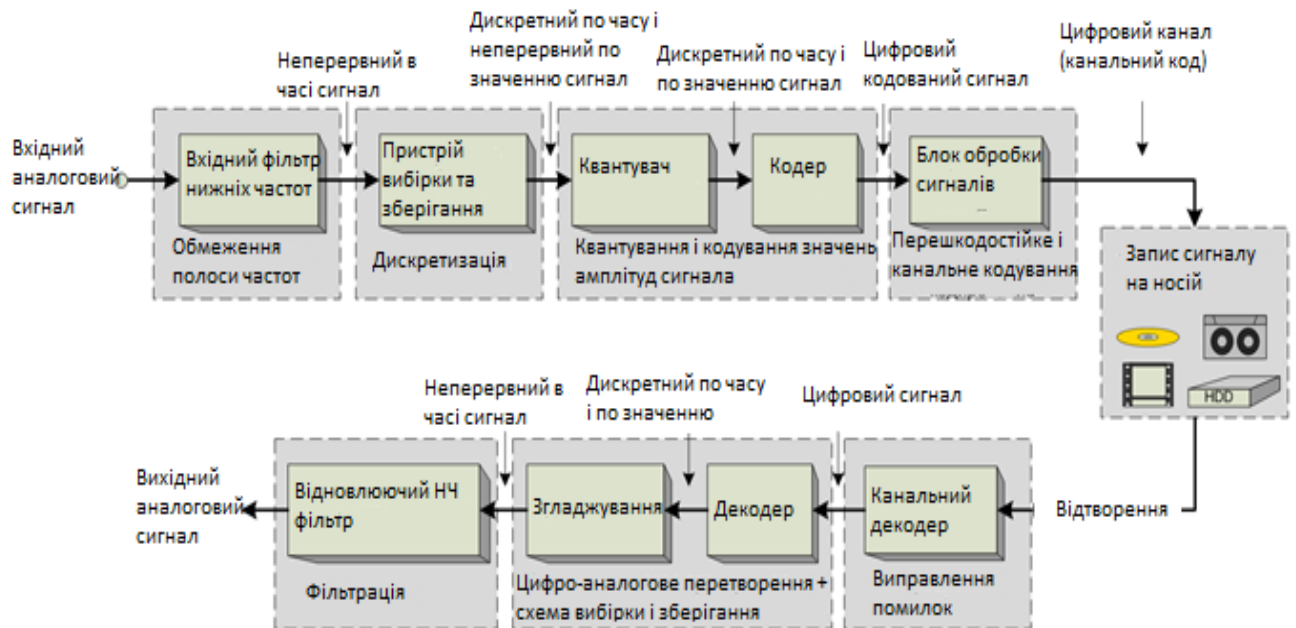 Дискретний по часу і
неперервний по
значенню сигнал
Неперервний в
часі сигнал
Дискретний по часу і
по значенню сигнал
Цифровий
кодований сигнал
Цифровий канал
(канальний код)
Вхідний
аналоговий
сигнал
Вхідний фільтр
нижніх частот
Обмеження
полоси частот
Пристрій
вибірки та
зберігання
Дискретизація
Квантувач
Кодер
Квантування і кодування значень
амплітуд сигнала
Блок обробки
сигналів
Перешкодостійке і
канальне кодування
Запис сигналу
на носій
HDD
Неперервний в
часі сигнал
Дискретний по часу
і по значенню
Цифровий сигнал
Вихідний
аналоговий
сигнал
Відновлюючий НЧ
фільтр
Фільтрація
Згладжування
Декодер
Цифро-аналогове перетворення +
схема вибірки і зберігання
Канальний
декодер
Виправлення
помилок
Відтворення